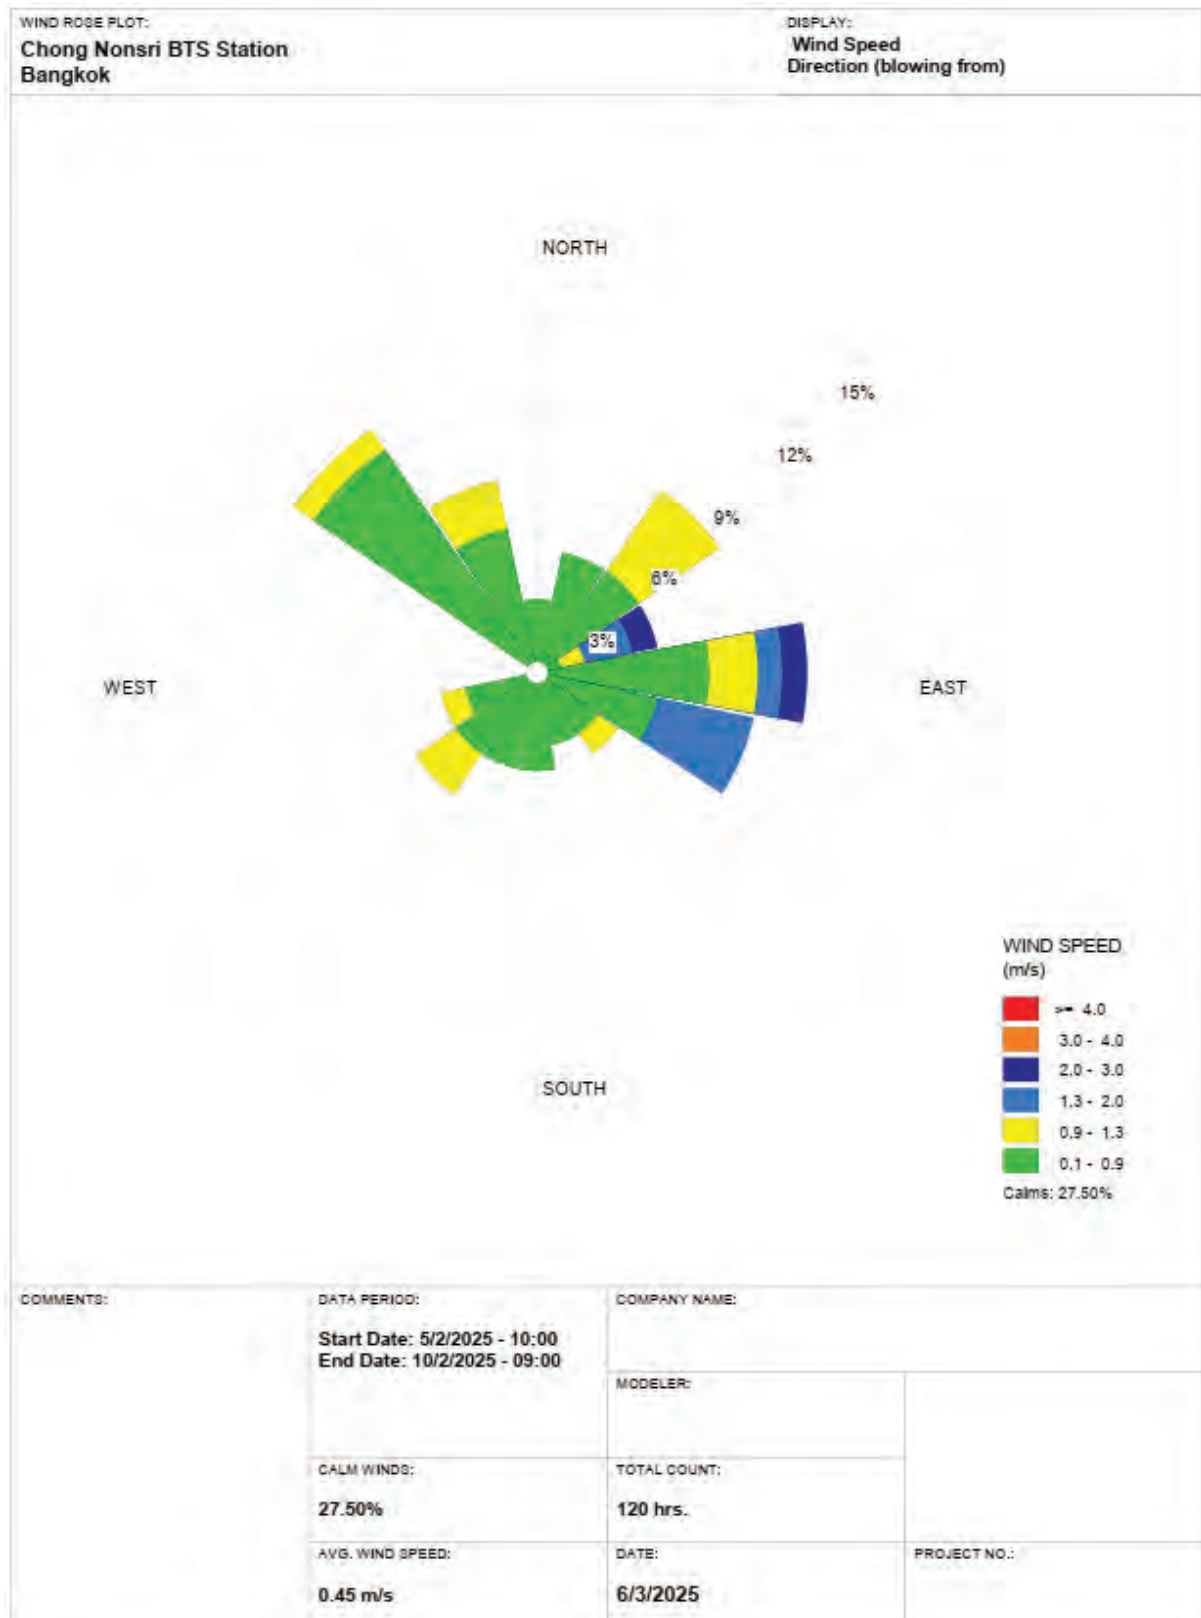 WIND ROSE PLOT:
Chong Nonsri BTS Station
Bangkok
DISPLAY:
Wind Speed
Direction (blowing from)
NORTH
15%
12%
9%
6%
3%
WEST
EAST
SOUTH
WIND SPEED
(m/s)
>= 4.0
3.0 - 4.0
2.0 - 3.0
1.3 - 2.0
0.9 - 1.3
0.1 - 0.9
Calms: 27.50%
COMMENTS:
DATA PERIOD:
Start Date: 5/2/2025 - 10:00
End Date: 10/2/2025 - 09:00
COMPANY NAME:
MODELER:
CALM WINDS:
27.50%
TOTAL COUNT:
120 hrs.
AVG. WIND SPEED:
0.45 m/s
DATE:
6/3/2025
PROJECT NO.: